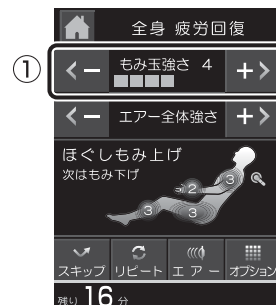 全身 疲労回復
①
< − もみ玉強さ 4 + >
< − エアー全体強さ + >
ほぐしもみ上げ
次はもみ下げ
2
3
3
3
スキップ リピート エアー オプション
残り 16 分